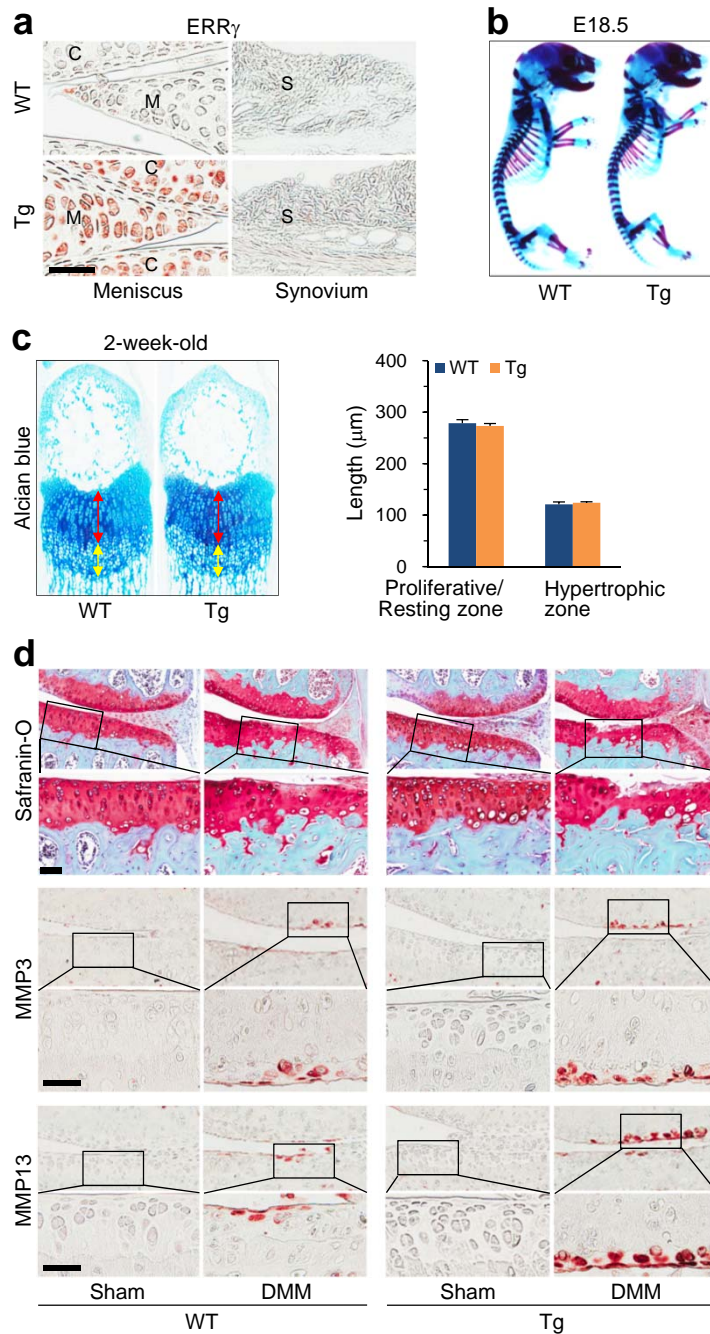 a
ERRγ
WT
C
M
S
Tg
C
M
C
S
Meniscus
Synovium
b
E18.5
WT
Tg
c
2-week-old
Alcian blue
WT
Tg
Length (μm)
400
300
200
100
0
WT
Tg
Proliferative/
Resting zone
Hypertrophic
zone
d
Safranin-O
MMP3
MMP13
Sham
DMM
Sham
DMM
WT
Tg